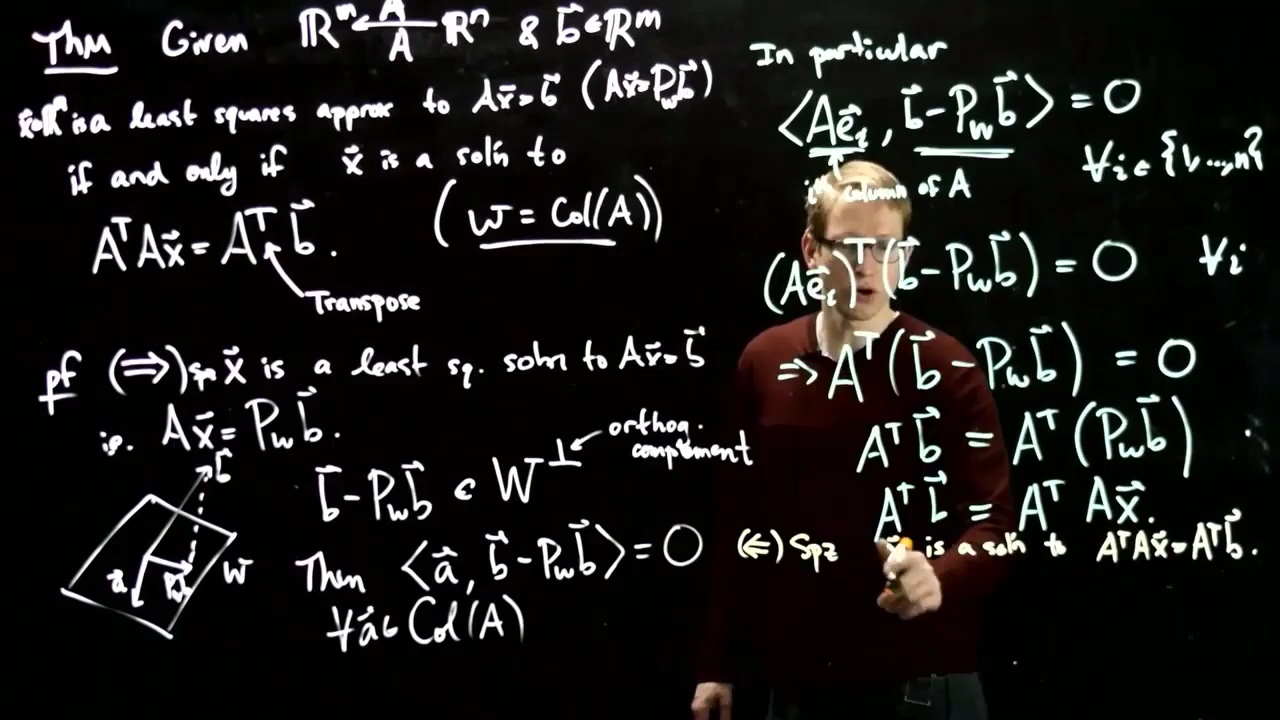 Thm Given ℝᵐ ←A— ℝⁿ & b⃗ ∈ ℝᵐ
A
x⃗∈ℝⁿ is a least squares approx to Ax⃗=b⃗ (Ax⃗=P_W b⃗)
if and only if x⃗ is a sol'n to
AᵀAx⃗ = Aᵀb⃗. (W = Col(A))
Transpose
pf (⇒) Spz x⃗ is a least sq. soln to Ax⃗=b⃗
ie. Ax⃗ = P_W b⃗.
b⃗
b⃗ - P_W b⃗ ∈ W^⊥ ← orthog. complement
a⃗ P_W b⃗ W
Then ⟨a⃗, b⃗ - P_W b⃗⟩ = 0
∀a⃗ ∈ Col(A)
In particular
⟨Ae⃗ᵢ, b⃗ - P_W b⃗⟩ = 0
∀i ∈ {1,...,n}
iᵗʰ column of A
(Ae⃗ᵢ)ᵀ(b⃗ - P_W b⃗) = 0 ∀i
⇒ Aᵀ(b⃗ - P_W b⃗) = 0
Aᵀb⃗ = Aᵀ(P_W b⃗)
Aᵀb⃗ = AᵀAx⃗.
(⇐) Spz x⃗ is a soln to AᵀAx⃗=Aᵀb⃗.